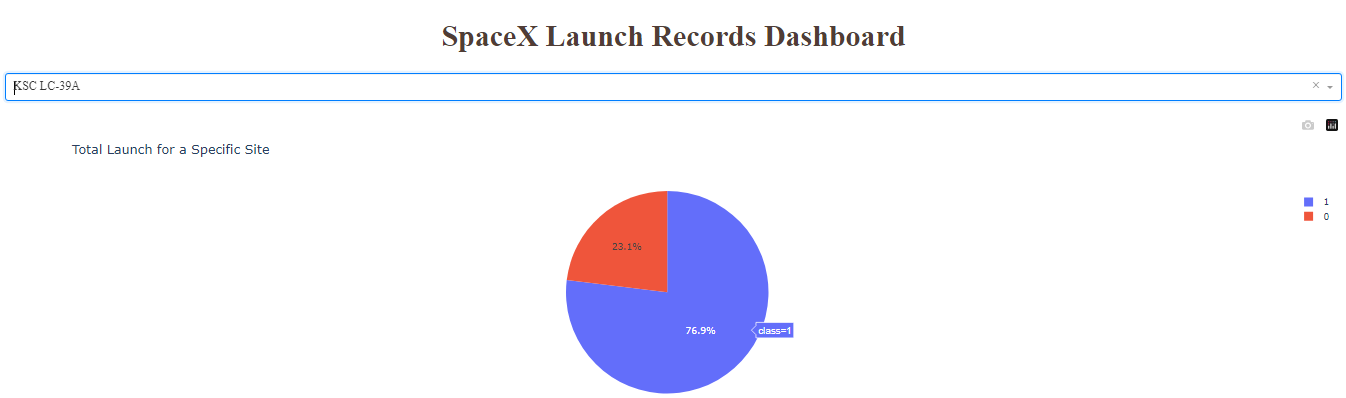 SpaceX Launch Records Dashboard
KSC LC-39A
Total Launch for a Specific Site
1
0
23.1%
76.9%
class=1